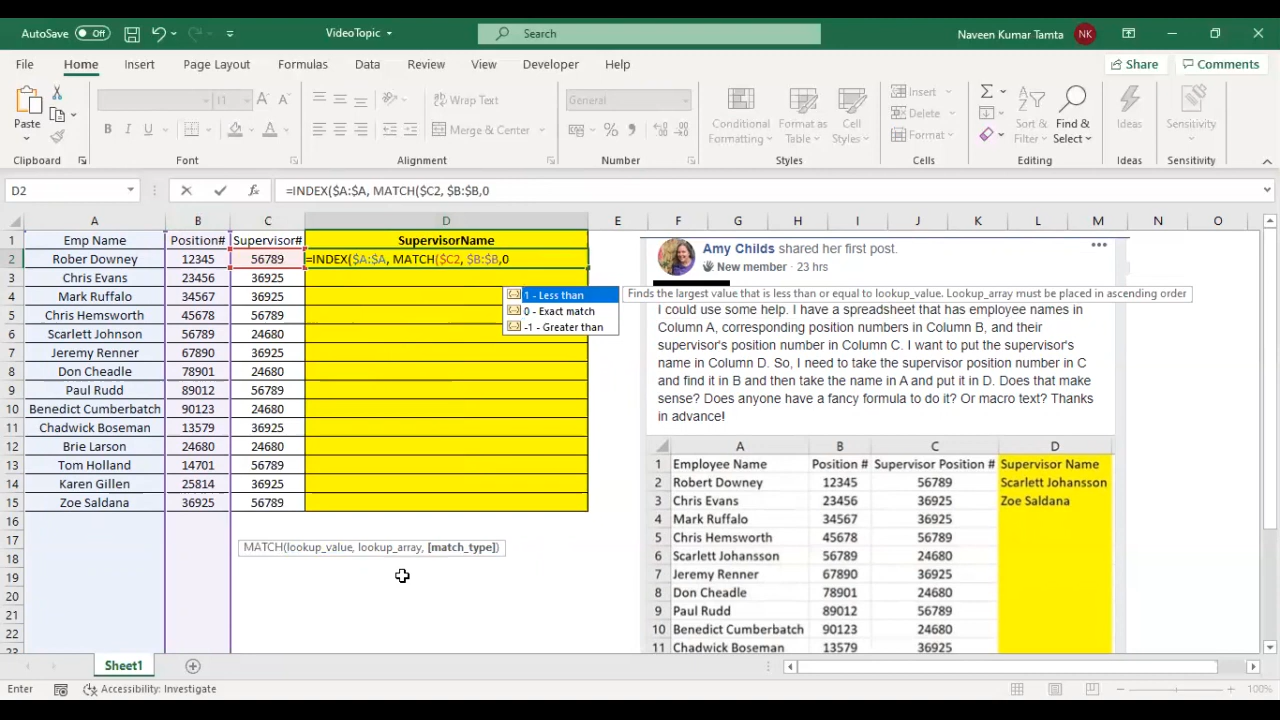 AutoSave Off
VideoTopic
Search
Naveen Kumar Tamta NK
File Home Insert Page Layout Formulas Data Review View Developer Help Share Comments
Paste
11 A A
Wrap Text
General
Conditional Formatting Format as Table Cell Styles
Insert
Sort & Filter Find & Select Ideas Sensitivity
B I U
Merge & Center
% 9
Delete
Format
Clipboard Font Alignment Number Styles Cells Editing Ideas Sensitivity
D2 fx =INDEX($A:$A, MATCH($C2, $B:$B,0
A B C D E F G H I J K L M N O
1 Emp Name Position# Supervisor# SupervisorName
2 Rober Downey 12345 56789 =INDEX($A:$A, MATCH($C2, $B:$B,0
3 Chris Evans 23456 36925
4 Mark Ruffalo 34567 36925
5 Chris Hemsworth 45678 36925
6 Scarlett Johnson 56789 24680
7 Jeremy Renner 67890 36925
8 Don Cheadle 78901 24680
9 Paul Rudd 89012 56789
10 Benedict Cumberbatch 90123 24680
11 Chadwick Boseman 13579 36925
12 Brie Larson 24680 24680
13 Tom Holland 14701 56789
14 Karen Gillen 25814 36925
15 Zoe Saldana 36925 56789
16
17
18
19
20
21
22
23
1 - Less than
0 - Exact match
-1 - Greater than
Finds the largest value that is less than or equal to lookup_value. Lookup_array must be placed in ascending order
MATCH(lookup_value, lookup_array, [match_type])
Amy Childs shared her first post.
New member · 23 hrs
I could use some help. I have a spreadsheet that has employee names in
Column A, corresponding position numbers in Column B, and their
supervisor's position number in Column C. I want to put the supervisor's
name in Column D. So, I need to take the supervisor position number in C
and find it in B and then take the name in A and put it in D. Does that make
sense? Does anyone have a fancy formula to do it? Or macro text? Thanks
in advance!
A B C D
1 Employee Name Position # Supervisor Position # Supervisor Name
2 Robert Downey 12345 56789 Scarlett Johansson
3 Chris Evans 23456 36925 Zoe Saldana
4 Mark Ruffalo 34567 36925
5 Chris Hemsworth 45678 36925
6 Scarlett Johansson 56789 24680
7 Jeremy Renner 67890 36925
8 Don Cheadle 78901 24680
9 Paul Rudd 89012 56789
10 Benedict Cumberbatch 90123 24680
11 Chadwick Boseman 13579 36925
Sheet1
Enter Accessibility: Investigate 100%